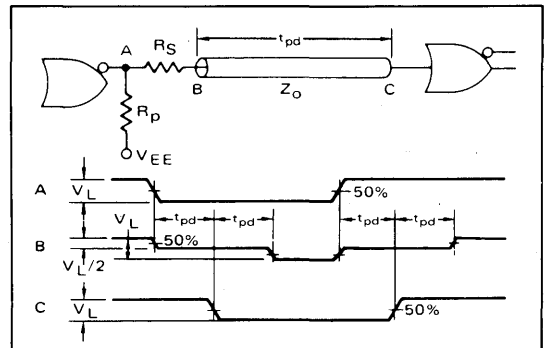 t_pd
A R_S
B Z_o C
R_p
V_EE
A V_L 50%
t_pd t_pd t_pd t_pd
V_L
B 50%
V_L/2
C V_L 50%